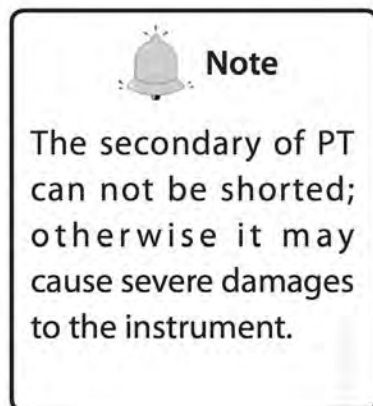 Note
The secondary of PT
can not be shorted;
otherwise it may
cause severe damages
to the instrument.